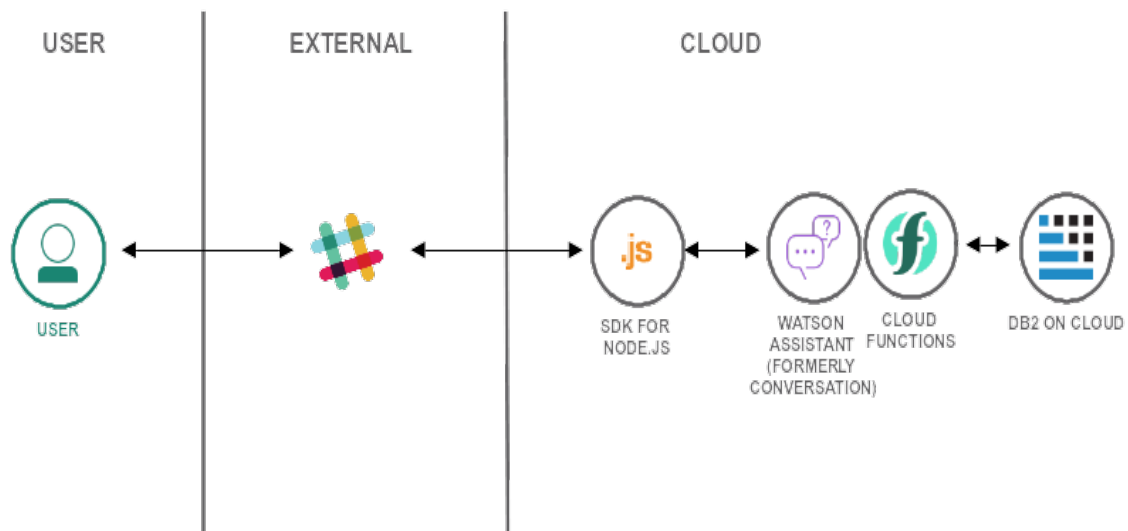 USER
EXTERNAL
CLOUD
.js
?
USER
SDK FOR
NODE.JS
WATSON
ASSISTANT
(FORMERLY
CONVERSATION)
CLOUD
FUNCTIONS
DB2 ON CLOUD